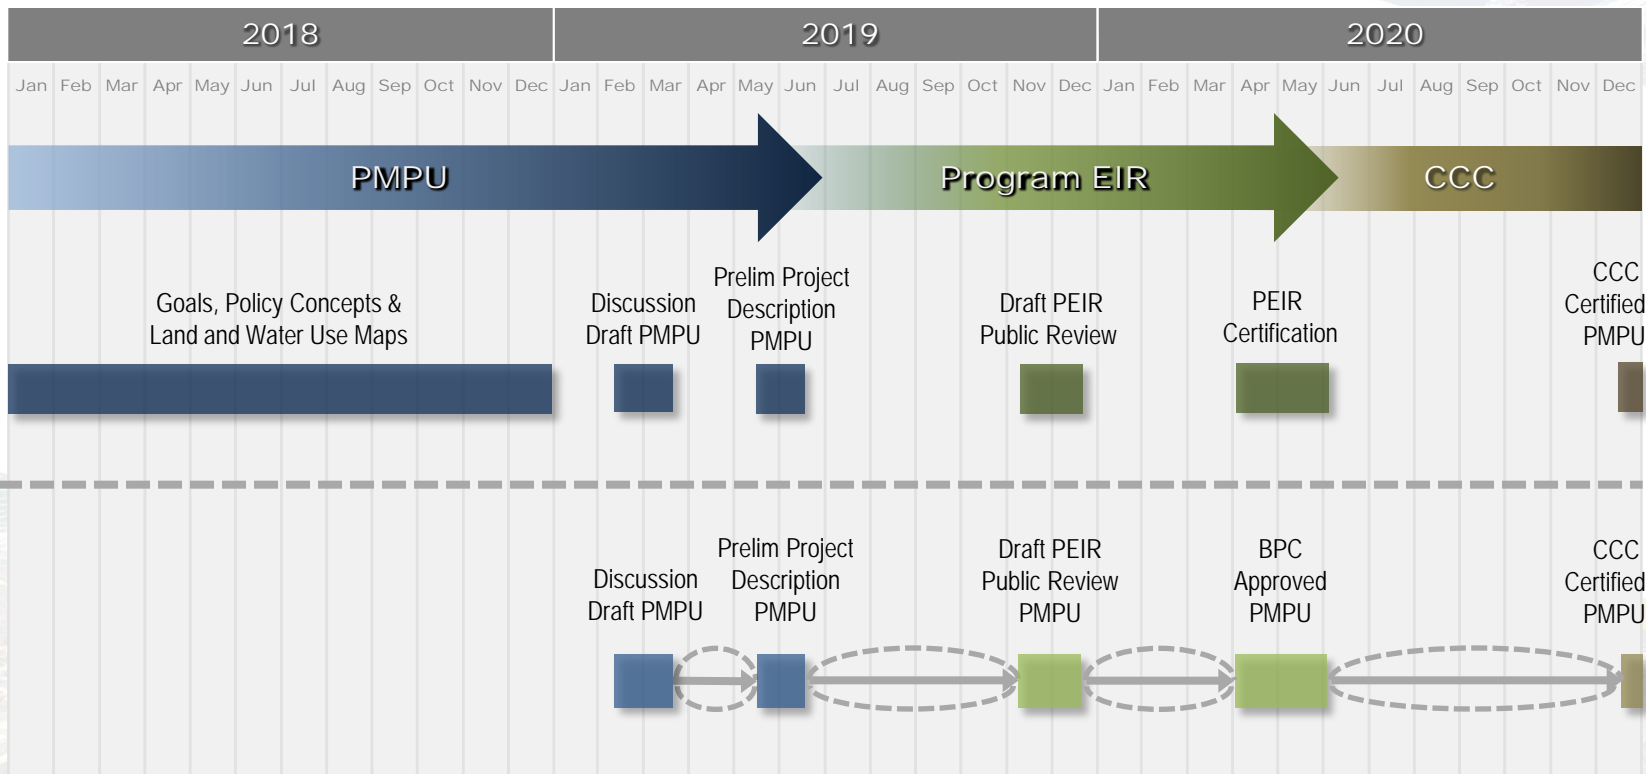 2018 2019 2020
Jan Feb Mar Apr May Jun Jul Aug Sep Oct Nov Dec Jan Feb Mar Apr May Jun Jul Aug Sep Oct Nov Dec Jan Feb Mar Apr May Jun Jul Aug Sep Oct Nov Dec
PMPU Program EIR CCC
Goals, Policy Concepts &
Land and Water Use Maps
Discussion
Draft PMPU
Prelim Project
Description
PMPU
Draft PEIR
Public Review
PEIR
Certification
CCC
Certified
PMPU
Discussion
Draft PMPU
Prelim Project
Description
PMPU
Draft PEIR
Public Review
PMPU
BPC
Approved
PMPU
CCC
Certified
PMPU